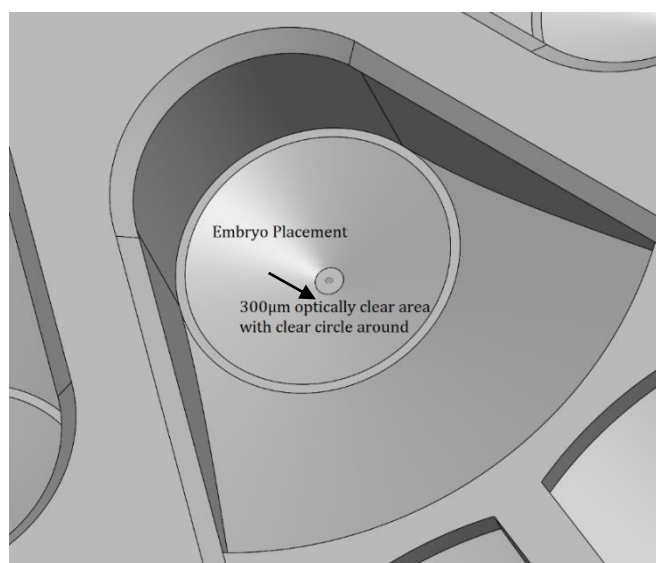 Embryo Placement
300μm optically clear area
with clear circle around